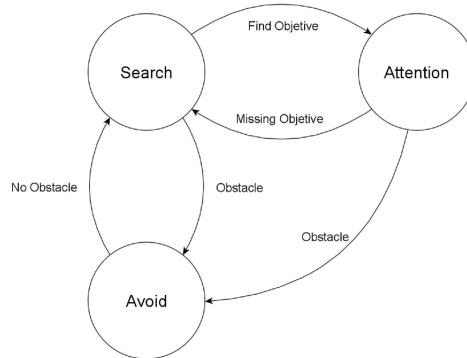 Find Objetive
Search
Attention
Missing Objetive
No Obstacle
Obstacle
Obstacle
Avoid